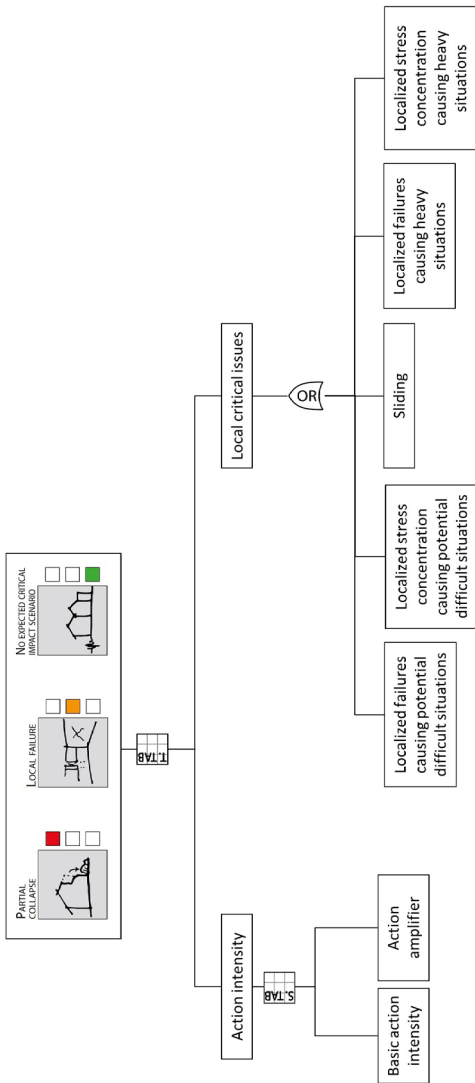 PARTIAL
COLLAPSE
LOCAL FAILURE
NO EXPECTED CRITICAL
IMPACT SCENARIO
T.TAB
Action intensity
Local critical issues
S.TAB
OR
Basic action
intensity
Action
amplifier
Localized failures
causing potential
difficult situations
Localized stress
concentration
causing potential
difficult situations
Sliding
Localized failures
causing heavy
situations
Localized stress
concentration
causing heavy
situations